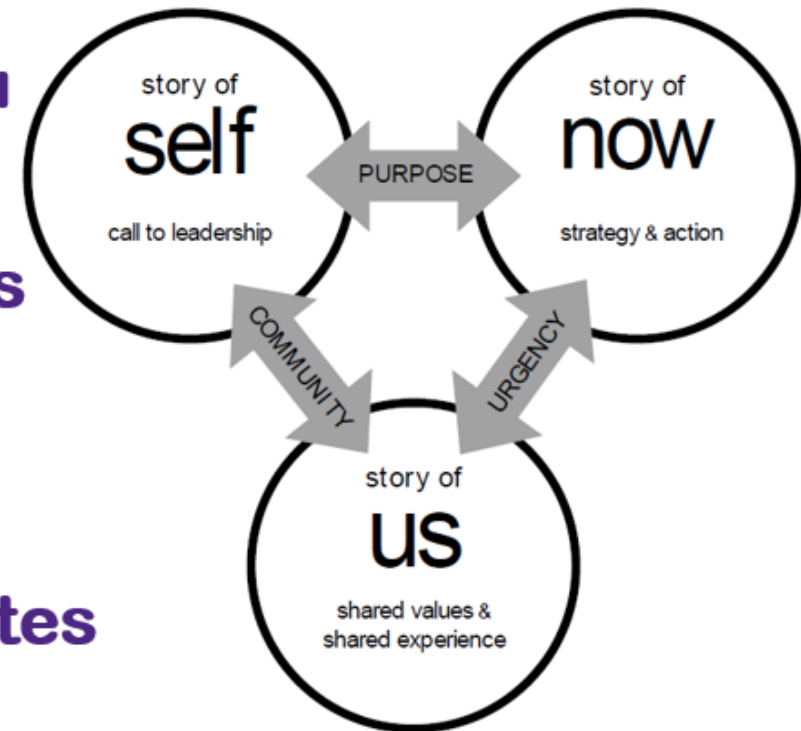 story of
self
call to leadership
PURPOSE
story of
now
strategy & action
s
COMMUNITY
URGENCY
story of
us
shared values &
shared experience
tes